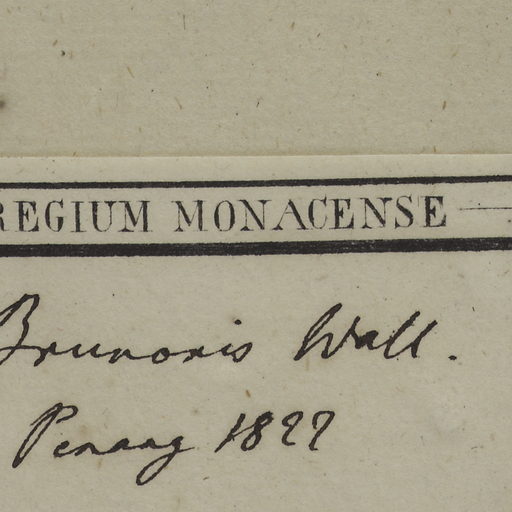 REGIUM MONACENSE
Brunonis Wall.
Penang 1822